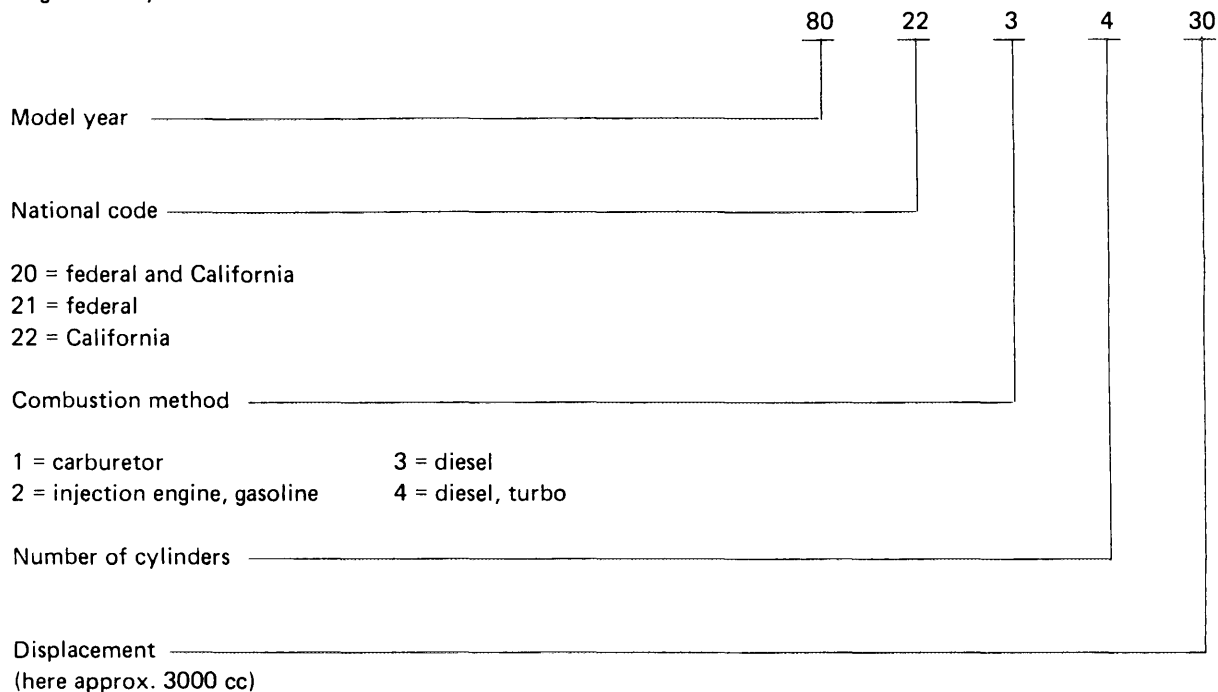 80 22 3 4 30
Model year
National code
20 = federal and California
21 = federal
22 = California
Combustion method
1 = carburetor 3 = diesel
2 = injection engine, gasoline 4 = diesel, turbo
Number of cylinders
Displacement
(here approx. 3000 cc)